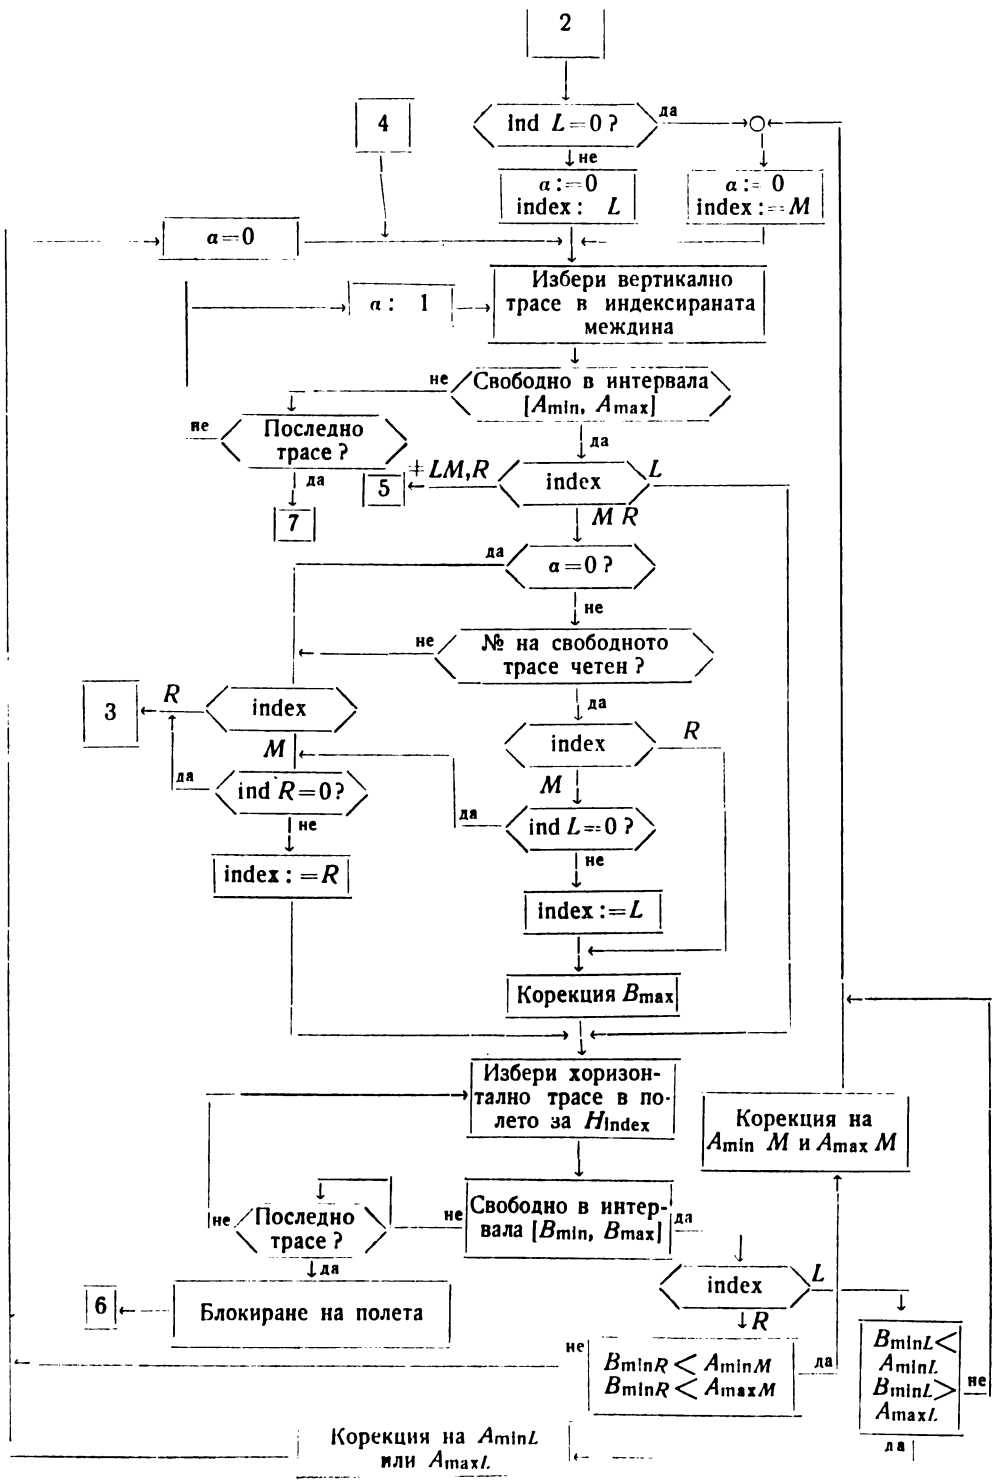 2
4
ind L=0 ?
да
не
α:=0
index: L
α:= 0
index:=M
α=0
Избери вертикално
трасе в индексираната
междина
α: 1
не
Свободно в интервала
[Amin, Amax]
да
не
Последно
трасе ?
да
7
5
≠LM,R
index
L
M R
да
α=0 ?
не
не
№ на свободното
трасе четен ?
да
3
R
index
index
R
M
M
да
ind R=0?
не
да
ind L=0 ?
не
index:=R
index:=L
Корекция Bmax
Избери хоризон-
тално трасе в по-
лето за Hindex
Корекция на
Amin M и Amax M
не
Последно
трасе ?
не
Свободно в интер-
вала [Bmin, Bmax]
да
да
index
L
6
Блокиране на полета
R
не
BminR< AminM
BminR< AmaxM
да
BminL<
AminL
BminL>
AmaxL
не
да
Корекция на AminL
или AmaxL